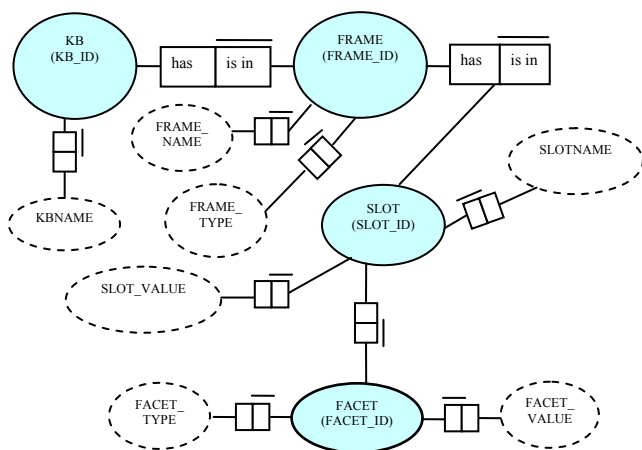 KB
(KB_ID)
has
is in
FRAME
(FRAME_ID)
has
is in
FRAME_
NAME
SLOTNAME
KBNAME
FRAME_
TYPE
SLOT
(SLOT_ID)
SLOT_VALUE
FACET_
TYPE
FACET
(FACET_ID)
FACET_
VALUE